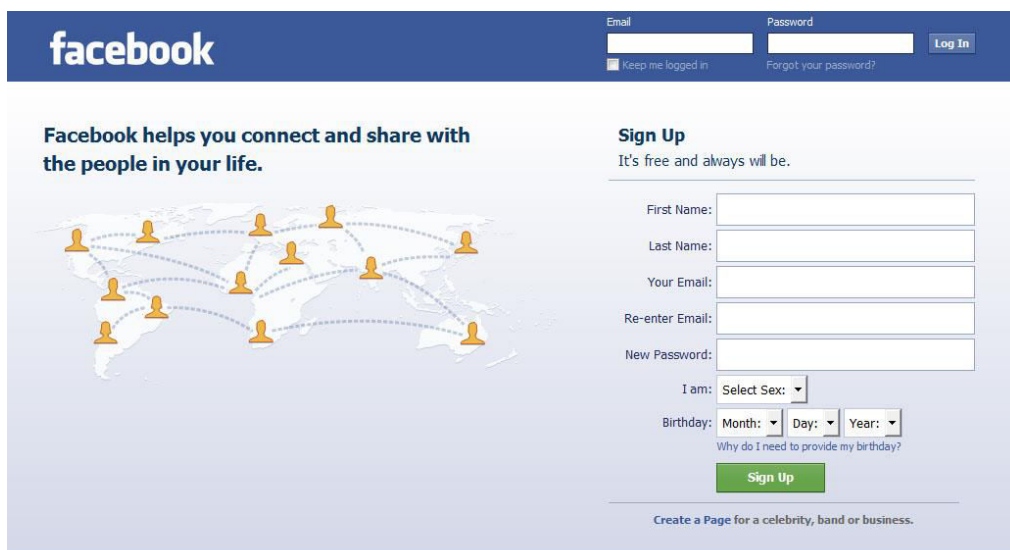 facebook
Email
Password
Log In
Keep me logged in
Forgot your password?
Facebook helps you connect and share with
the people in your life.
Sign Up
It's free and always will be.
First Name:
Last Name:
Your Email:
Re-enter Email:
New Password:
I am: Select Sex:
Birthday: Month: Day: Year:
Why do I need to provide my birthday?
Sign Up
Create a Page for a celebrity, band or business.